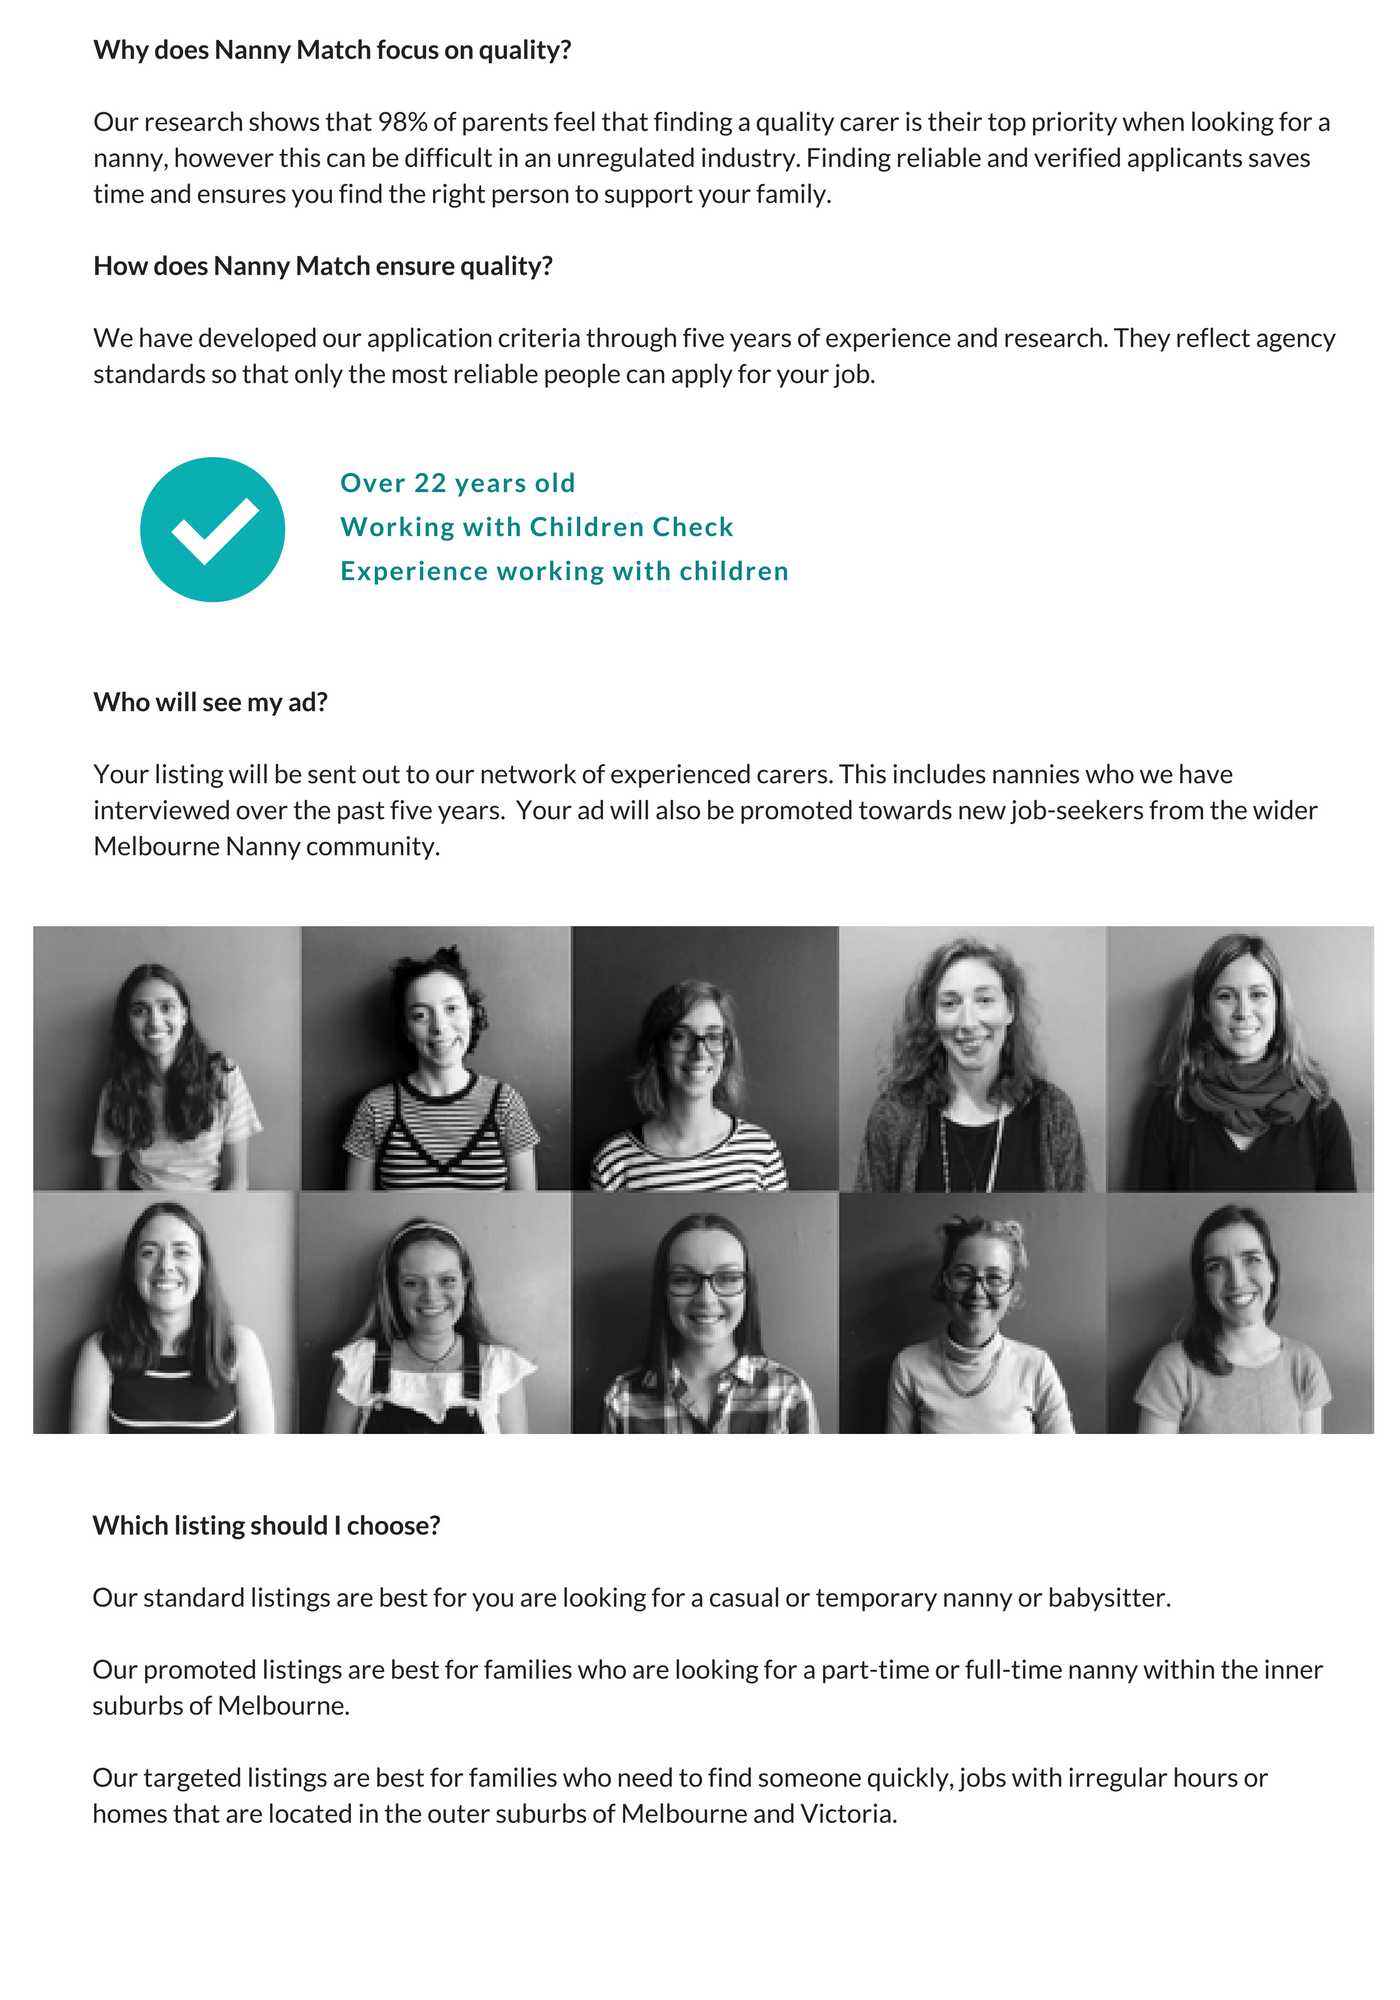 Why does Nanny Match focus on quality?
Our research shows that 98% of parents feel that finding a quality carer is their top priority when looking for a
nanny, however this can be difficult in an unregulated industry. Finding reliable and verified applicants saves
time and ensures you find the right person to support your family.
How does Nanny Match ensure quality?
We have developed our application criteria through five years of experience and research. They reflect agency
standards so that only the most reliable people can apply for your job.
Over 22 years old
Working with Children Check
Experience working with children
Who will see my ad?
Your listing will be sent out to our network of experienced carers. This includes nannies who we have
interviewed over the past five years.  Your ad will also be promoted towards new job-seekers from the wider
Melbourne Nanny community.
Which listing should I choose?
Our standard listings are best for you are looking for a casual or temporary nanny or babysitter.
Our promoted listings are best for families who are looking for a part-time or full-time nanny within the inner
suburbs of Melbourne.
Our targeted listings are best for families who need to find someone quickly, jobs with irregular hours or
homes that are located in the outer suburbs of Melbourne and Victoria.